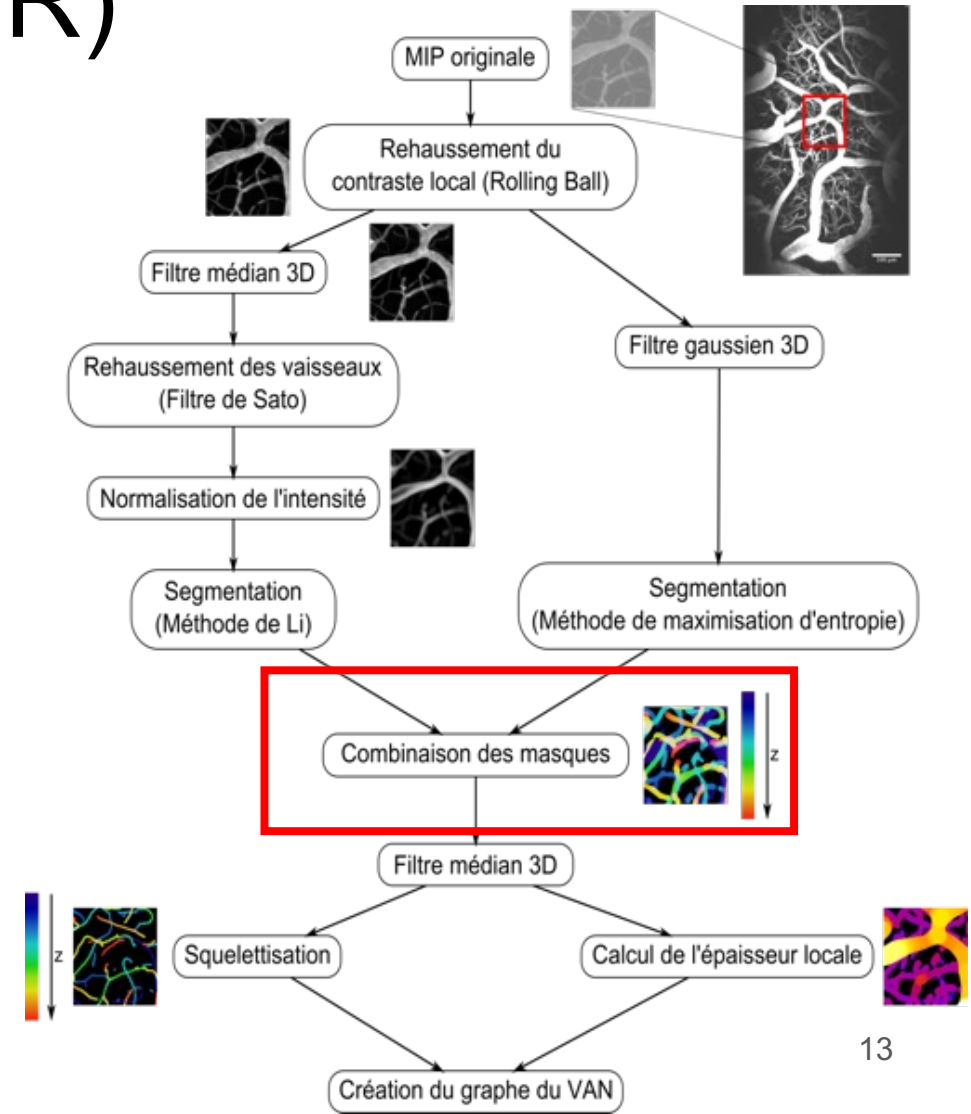 R)
MIP originale
Rehaussement du
contraste local (Rolling Ball)
Filtre médian 3D
Filtre gaussien 3D
Rehaussement des vaisseaux
(Filtre de Sato)
Normalisation de l'intensité
Segmentation
(Méthode de Li)
Segmentation
(Méthode de maximisation d'entropie)
Combinaison des masques
z
Filtre médian 3D
z
Squelettisation
Calcul de l'épaisseur locale
13
Création du graphe du VAN